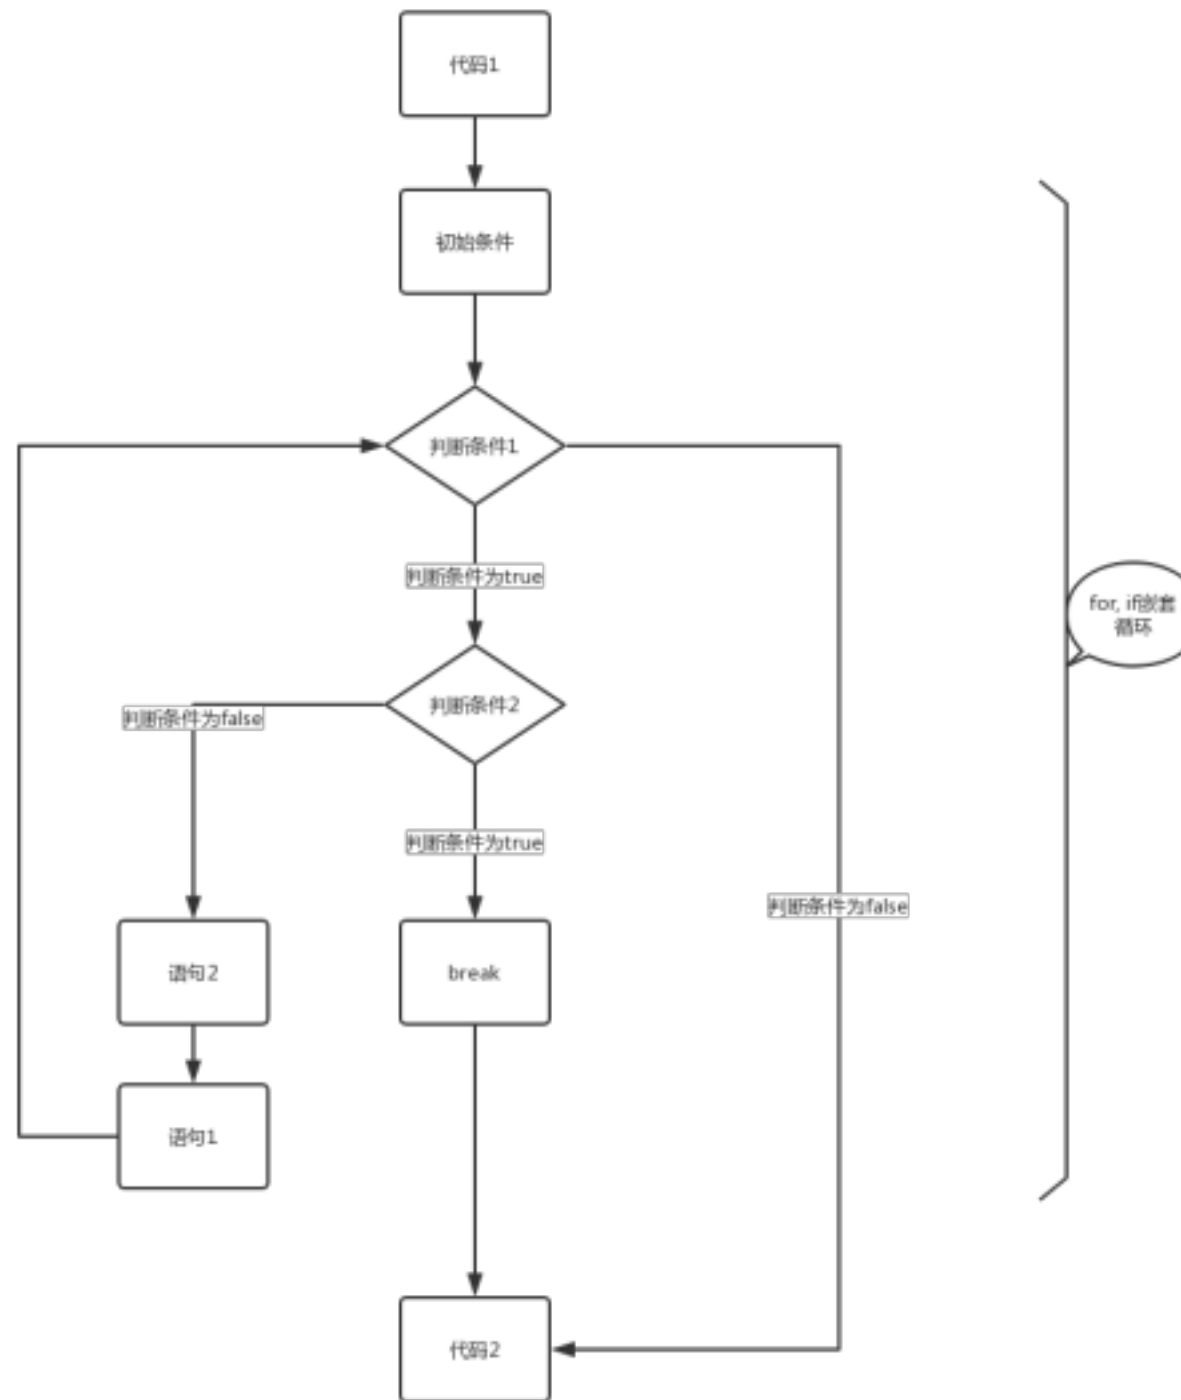 代码1
初始条件
判断条件1
判断条件为true
for, if嵌套
循环
判断条件2
判断条件为false
判断条件为true
判断条件为false
语句2
break
语句1
代码2